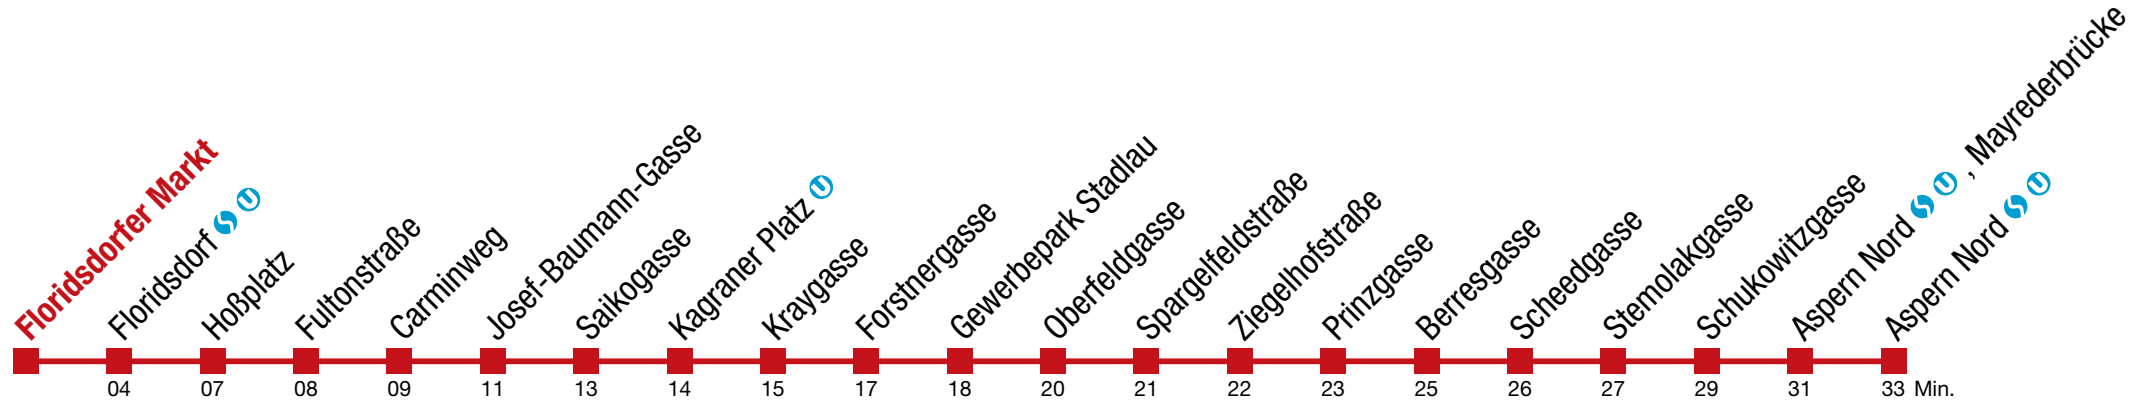 Floridsdorfer Markt
Floridsdorf S U
Hoßplatz
Fultonstraße
Carminweg
Josef-Baumann-Gasse
Saikogasse
Kagraner Platz U
Kraygasse
Forstnergasse
Gewerbepark Stadlau
Oberfeldgasse
Spargelfeldstraße
Ziegelhofstraße
Prinzgasse
Berresgasse
Scheedgasse
Stemolakgasse
Schukowitzgasse
Aspern Nord S U , Mayrederbrücke
Aspern Nord S U
04 07 08 09 11 13 14 15 17 18 20 21 22 23 25 26 27 29 31 33 Min.